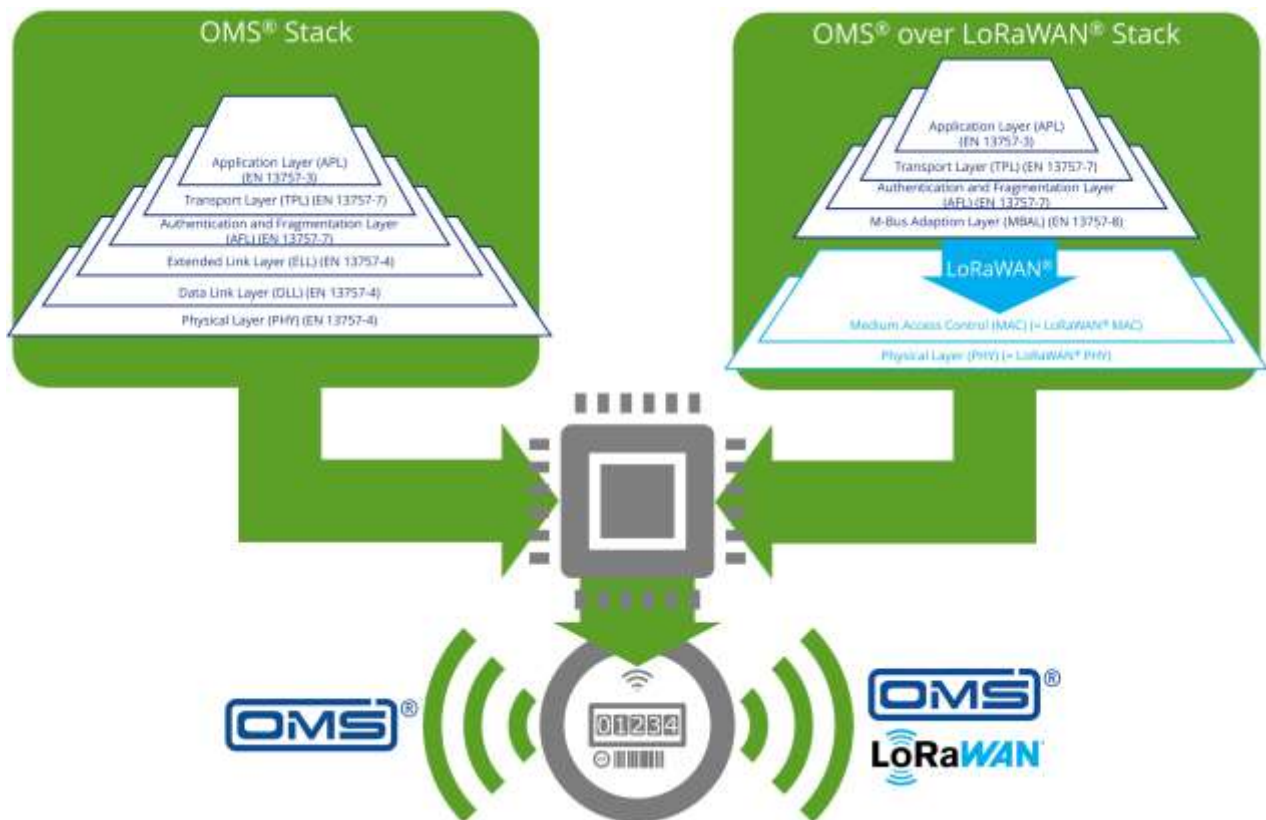 OMS® Stack
Application Layer (APL)
(EN 13757-3)
Transport Layer (TPL) (EN 13757-7)
Authentication and Fragmentation Layer
(AFL) (EN 13757-7)
Extended Link Layer (ELL) (EN 13757-4)
Data Link Layer (DLL) (EN 13757-4)
Physical Layer (PHY) (EN 13757-4)
OMS® over LoRaWAN® Stack
Application Layer (APL)
(EN 13757-3)
Transport Layer (TPL) (EN 13757-7)
Authentication and Fragmentation Layer
(AFL) (EN 13757-7)
M-Bus Adaption Layer (MBAL) (EN 13757-8)
LoRaWAN®
Medium Access Control (MAC) (= LoRaWAN® MAC)
Physical Layer (PHY) (= LoRaWAN® PHY)
01234
OMS®
OMS®
LoRaWAN